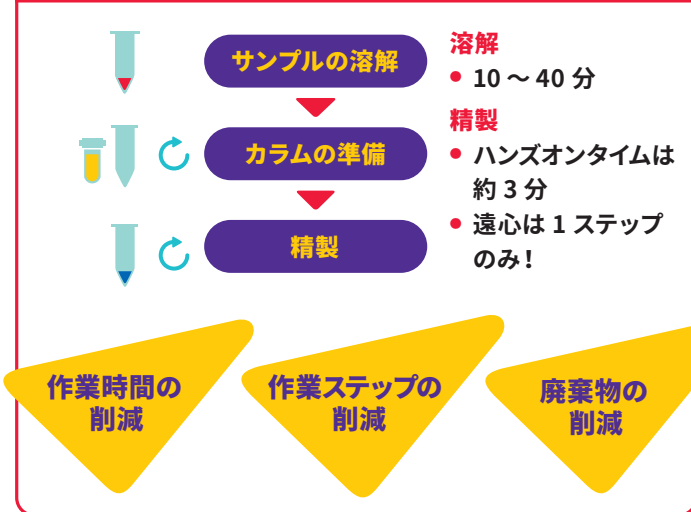 サンプルの溶解
カラムの準備
精製
溶解
• 10 ～ 40 分
精製
• ハンズオンタイムは
約 3 分
• 遠心は 1 ステップ
のみ！
作業時間の
削減
作業ステップの
削減
廃棄物の
削減